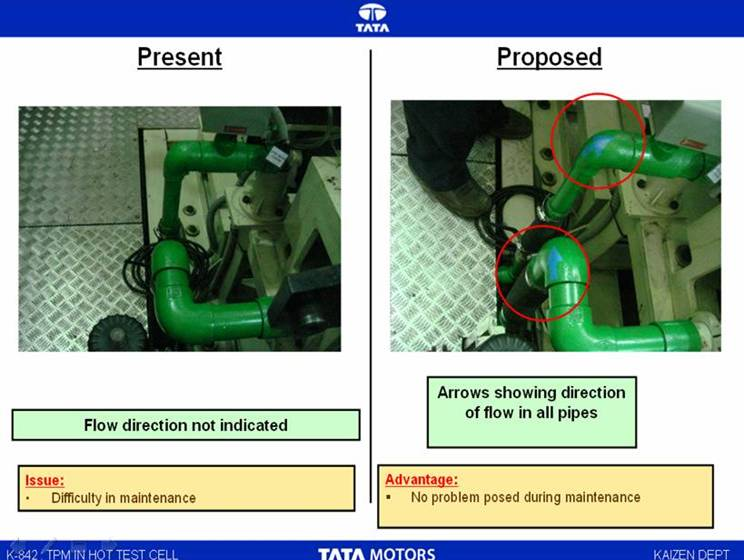 TATA
Present
Proposed
Flow direction not indicated
Arrows showing direction
of flow in all pipes
Issue:
• Difficulty in maintenance
Advantage:
▪ No problem posed during maintenance
K-842 TPM IN HOT TEST CELL
TATA MOTORS
KAIZEN DEPT